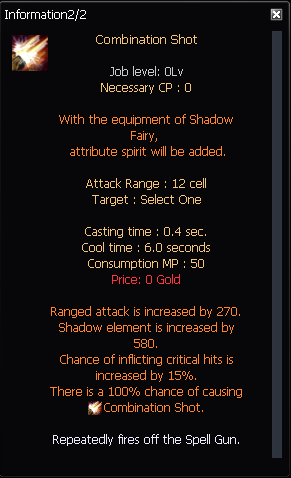 Information2/2
Combination Shot
Job level: 0Lv
Necessary CP : 0
With the equipment of Shadow
Fairy,
attribute spirit will be added.
Attack Range : 12 cell
Target : Select One
Casting time : 0.4 sec.
Cool time : 6.0 seconds
Consumption MP : 50
Price: 0 Gold
Ranged attack is increased by 270.
Shadow element is increased by
580.
Chance of inflicting critical hits is
increased by 15%.
There is a 100% chance of causing
Combination Shot.
Repeatedly fires off the Spell Gun.